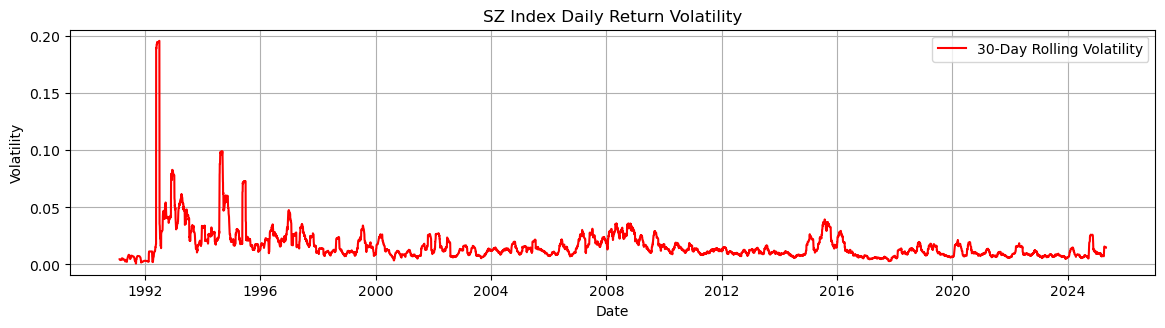 SZ Index Daily Return Volatility
30-Day Rolling Volatility
Volatility
0.20
0.15
0.10
0.05
0.00
1992 1996 2000 2004 2008 2012 2016 2020 2024
Date